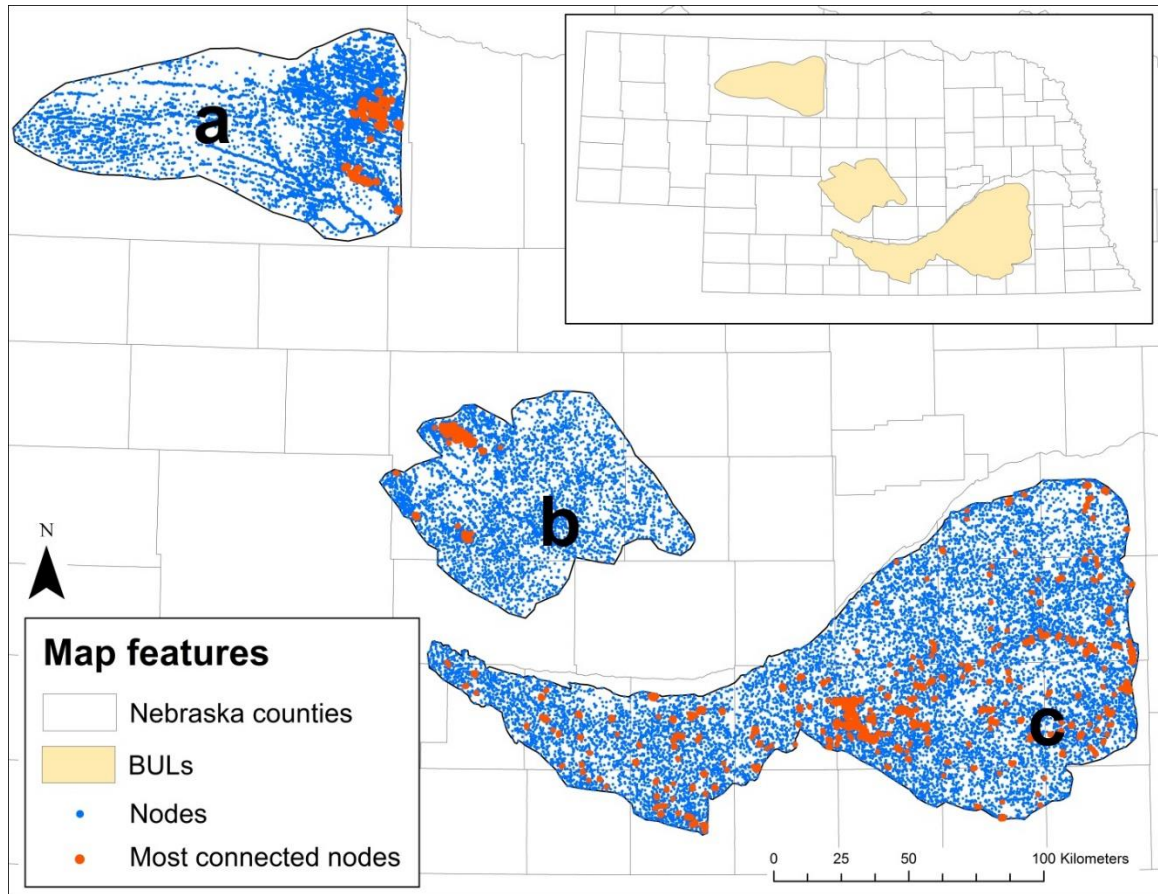 a
b
c
N
Map features
Nebraska counties
BULs
Nodes
Most connected nodes
0 25 50 100 Kilometers